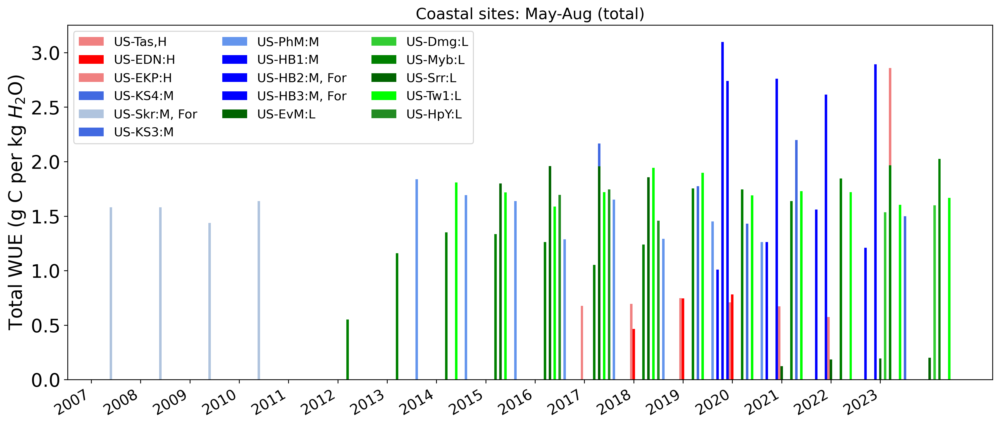 Coastal sites: May-Aug (total)
Total WUE (g C per kg H₂O)
3.0
2.5
2.0
1.5
1.0
0.5
0.0
US-Tas,H
US-EDN:H
US-EKP:H
US-KS4:M
US-Skr:M, For
US-KS3:M
US-PhM:M
US-HB1:M
US-HB2:M, For
US-HB3:M, For
US-EvM:L
US-Dmg:L
US-Myb:L
US-Srr:L
US-Tw1:L
US-HpY:L
2007 2008 2009 2010 2011 2012 2013 2014 2015 2016 2017 2018 2019 2020 2021 2022 2023